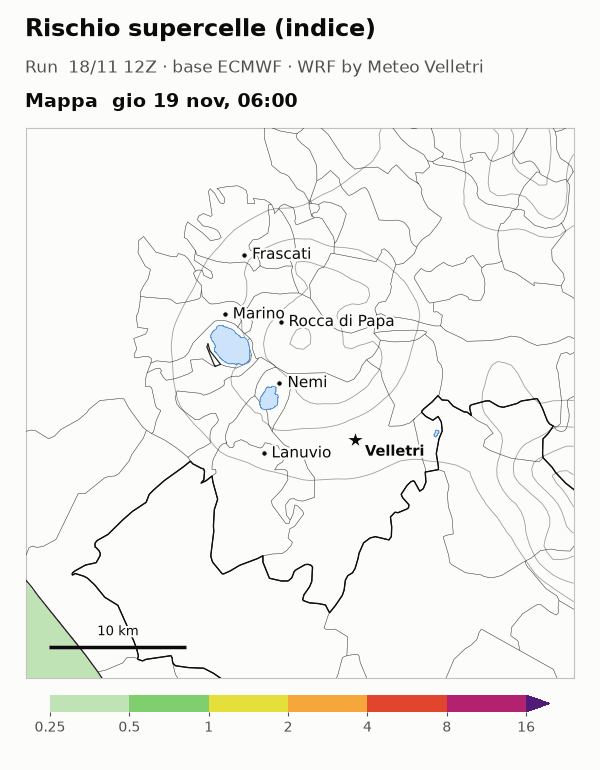 Rischio supercelle (indice)
Run  18/11 12Z · base ECMWF · WRF by Meteo Velletri
Mappa  gio 19 nov, 06:00
Frascati
Marino
Rocca di Papa
Nemi
Velletri
Lanuvio
10 km
0.25 0.5 1 2 4 8 16